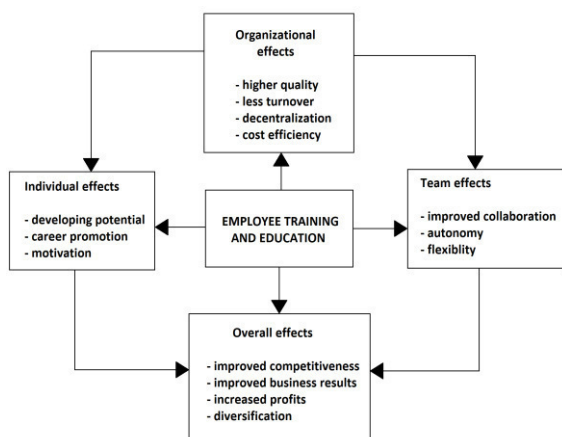 Organizational
effects
- higher quality
- less turnover
- decentralization
- cost efficiency
Individual effects
- developing potential
- career promotion
- motivation
EMPLOYEE TRAINING
AND EDUCATION
Team effects
- improved collaboration
- autonomy
- flexiblity
Overall effects
- improved competitiveness
- improved business results
- increased profits
- diversification